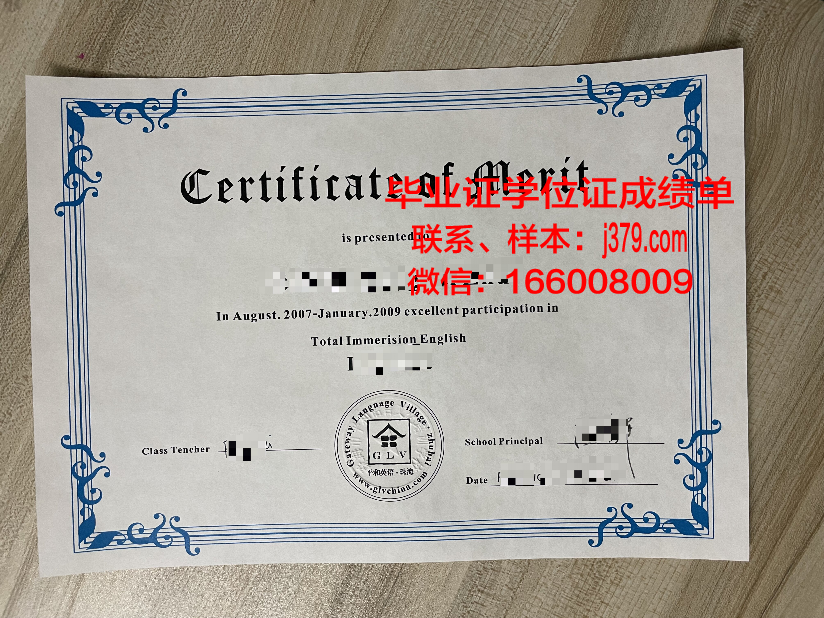 Certificate of Merit
毕业证学位证成绩单
is presented to
联系、样本：j379.com
微信：166008009
In August. 2007-January.2009 excellent participation in
Total Immerision English
Gateway Language Village · zhuhai
GLV
www.glvchina.com
Class Tencher
School Principal
Date